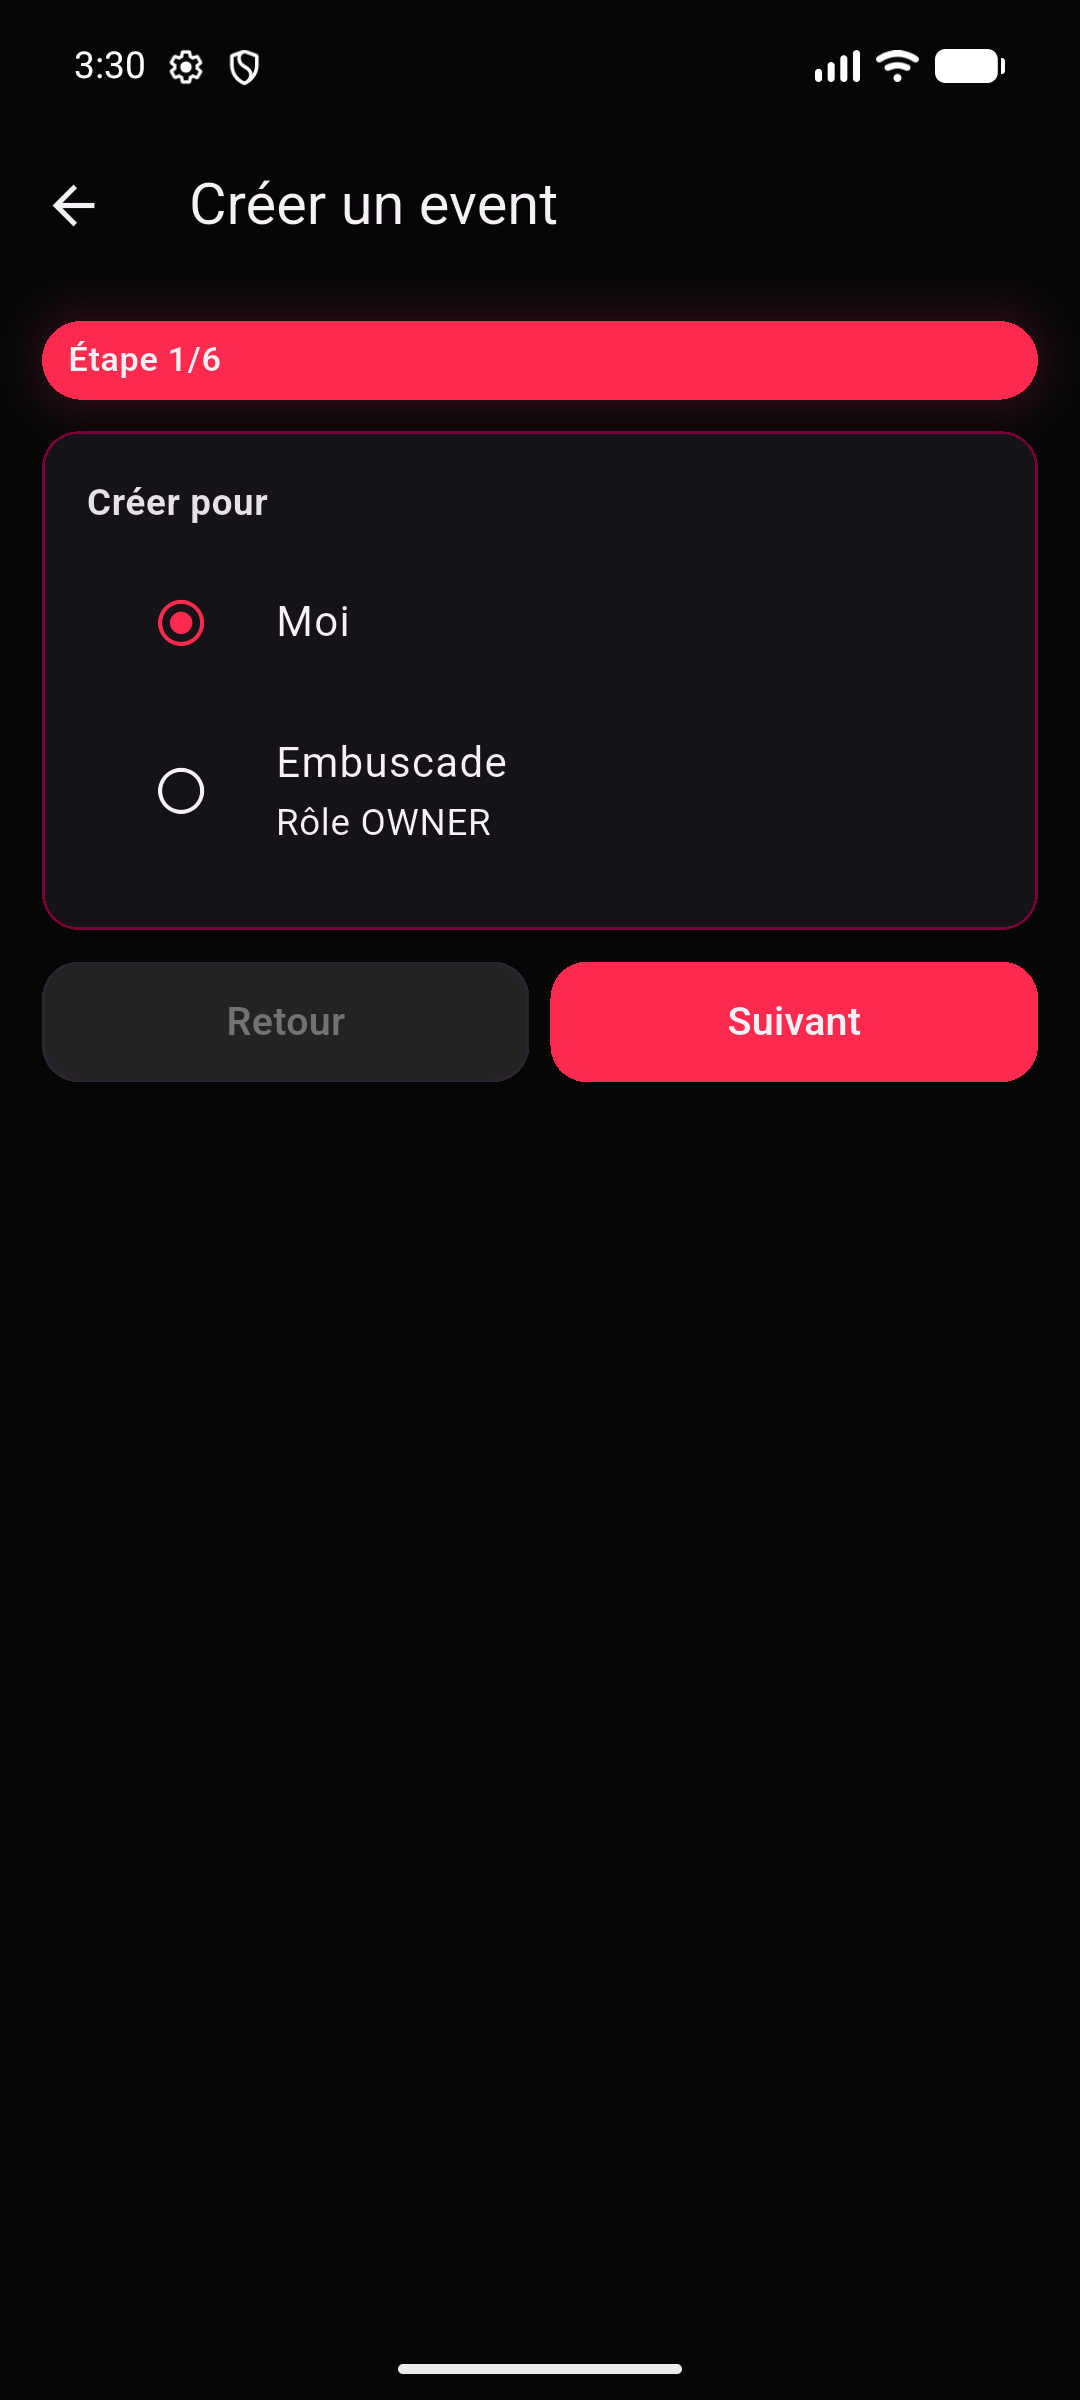 3:30
Créer un event
Étape 1/6
Créer pour
Moi
Embuscade
Rôle OWNER
Retour
Suivant